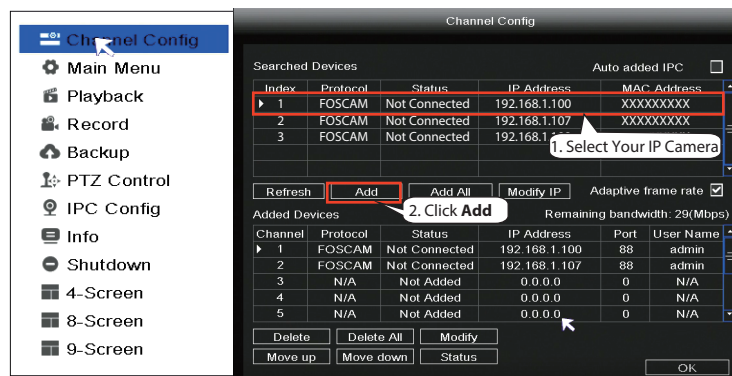 Channel Config
Main Menu
Playback
Record
Backup
PTZ Control
IPC Config
Info
Shutdown
4-Screen
8-Screen
9-Screen
Channel Config
Searched Devices Auto added IPC
Index Protocol Status IP Address MAC Address
1 FOSCAM Not Connected 192.168.1.100 XXXXXXXXX
2 FOSCAM Not Connected 192.168.1.107 XXXXXXXXX
3 FOSCAM Not Connected
1. Select Your IP Camera
Refresh Add Add All Modify IP Adaptive frame rate
2. Click Add
Added Devices Remaining bandwidth: 29(Mbps)
Channel Protocol Status IP Address Port User Name
1 FOSCAM Not Connected 192.168.1.100 88 admin
2 FOSCAM Not Connected 192.168.1.107 88 admin
3 N/A Not Added 0.0.0.0 0 N/A
4 N/A Not Added 0.0.0.0 0 N/A
5 N/A Not Added 0.0.0.0 0 N/A
Delete Delete All Modify
Move up Move down Status
OK